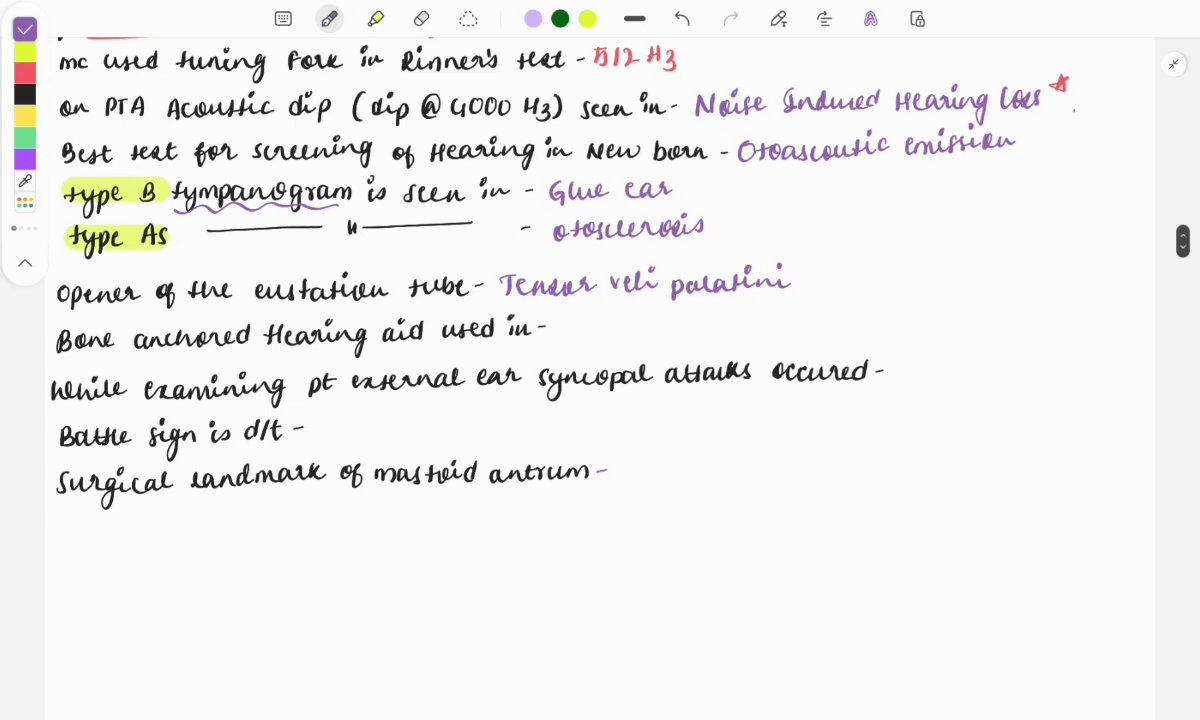 mc used tuning fork in Rinner's test - 512 Hz
on PTA Acoustic dip (dip @ 4000 Hz) seen in - Noise Induced Hearing Loss
Best test for screening of Hearing in New born - Otoascoutic emission
type B tympanogram is seen in - Glue ear
type As —— " —— - otosclerosis
Opener of the eustation tube - Tensor veli palatini
Bone anchored Hearing aid used in -
While examining pt external ear syncopal attacks occured -
Battle sign is d/t -
Surgical landmark of mastoid antrum -